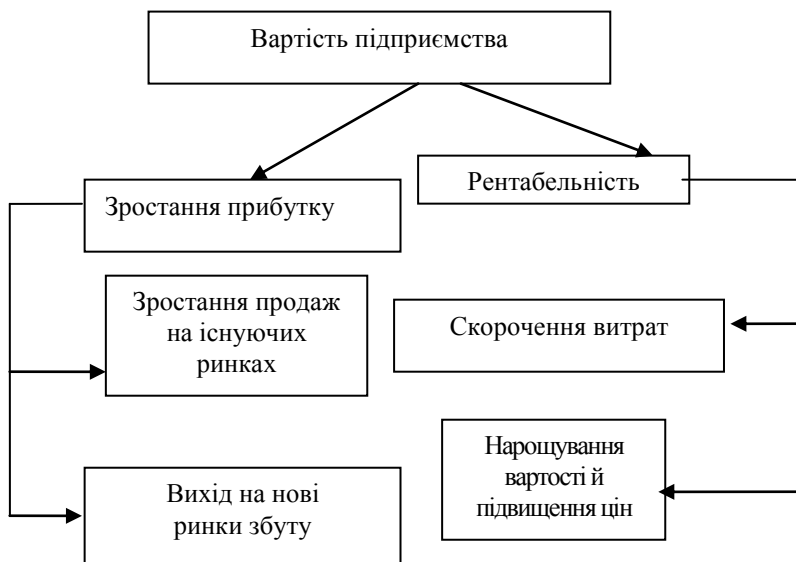 Вартість підприємства
Рентабельність
Зростання прибутку
Зростання продаж
на існуючих
ринках
Скорочення витрат
Нарощування
вартості й
підвищення цін
Вихід на нові
ринки збуту